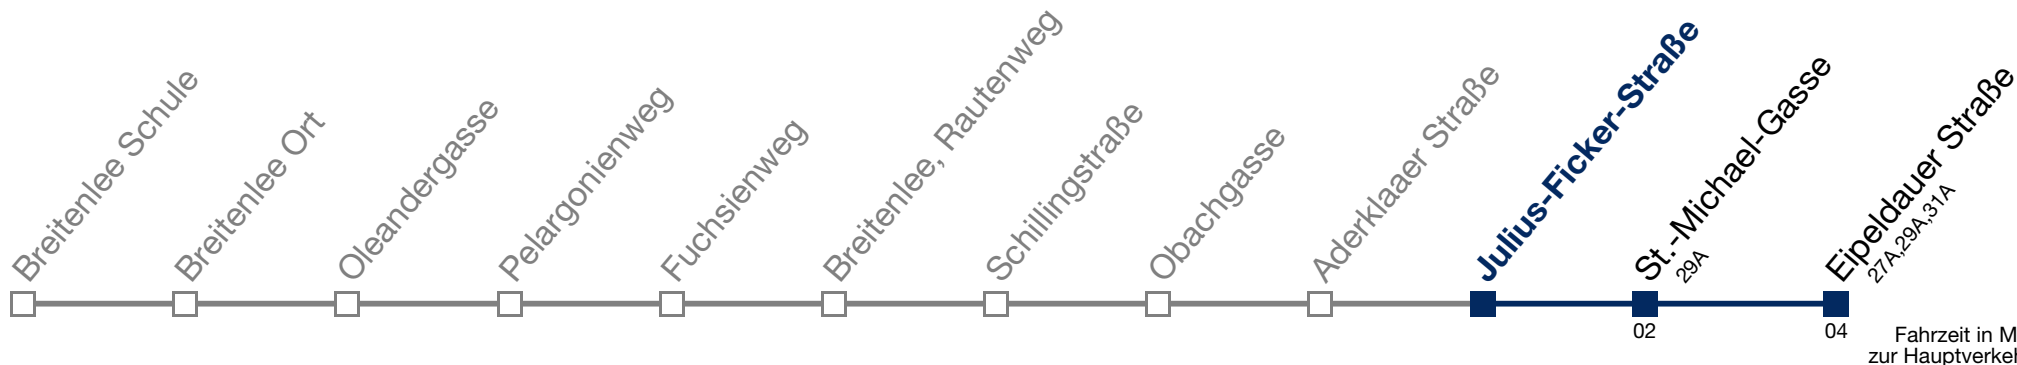 Breitenlee Schule
Breitenlee Ort
Oleandergasse
Pelargonienweg
Fuchsienweg
Breitenlee, Rautenweg
Schillingstraße
Obachgasse
Aderklaaer Straße
Julius-Ficker-Straße
St.-Michael-Gasse
29A
Eipeldauer Straße
27A,29A,31A
02
04
Fahrzeit in M
zur Hauptverkeh